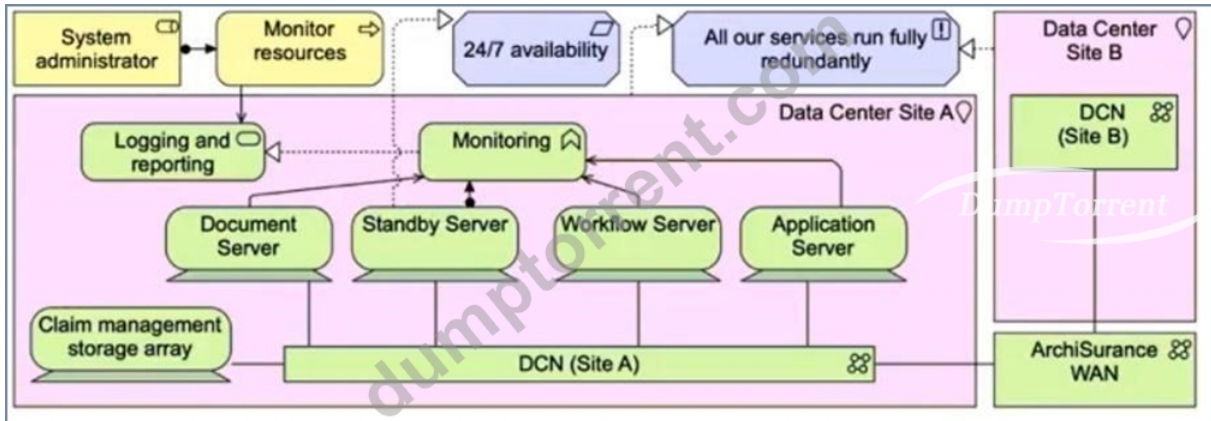 System
administrator
Monitor
resources
24/7 availability
All our services run fully
redundantly
Data Center
Site B
Data Center Site A
DCN
(Site B)
Logging and
reporting
Monitoring
Document
Server
Standby Server
Workflow Server
Application
Server
DumpTorrent
dumptorrent.com
Claim management
storage array
DCN (Site A)
ArchiSurance
WAN